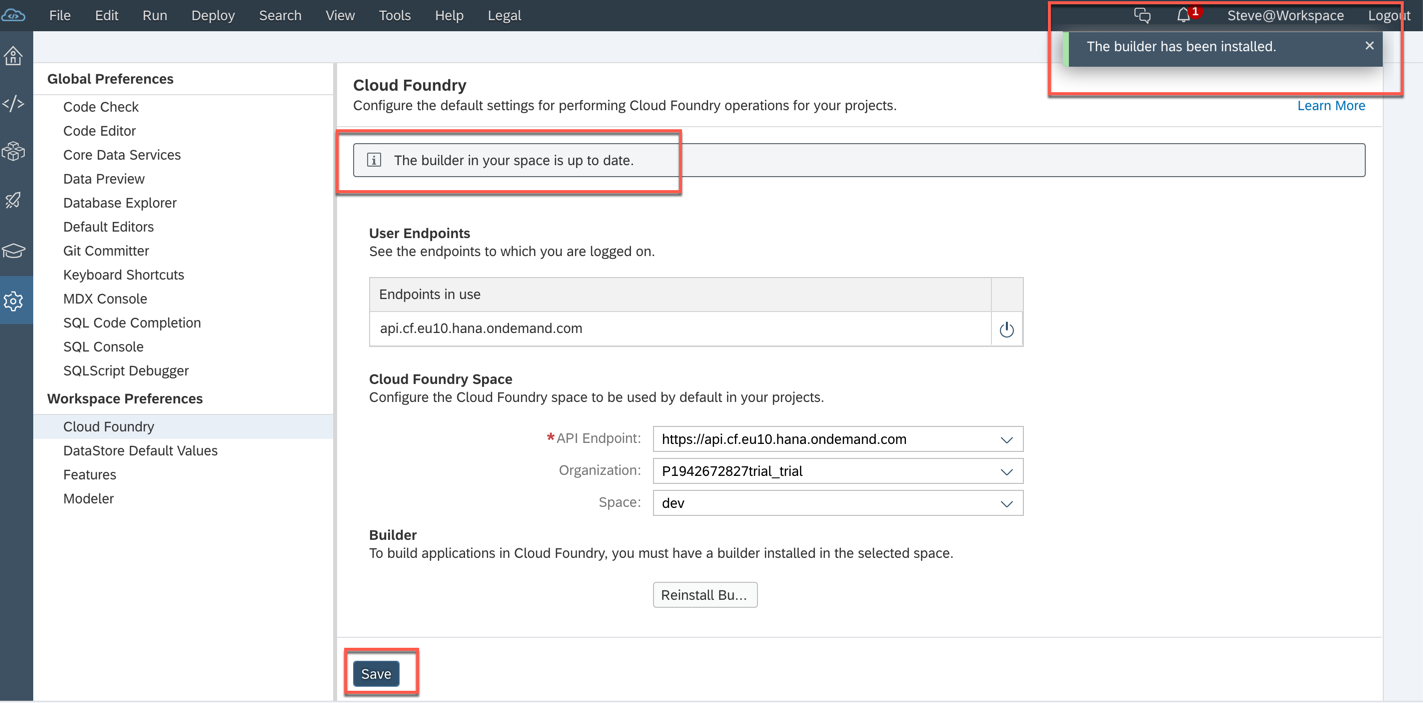 File Edit Run Deploy Search View Tools Help Legal 1 Steve@Workspace Logout
The builder has been installed. ×
Global Preferences
Code Check
Code Editor
Core Data Services
Data Preview
Database Explorer
Default Editors
Git Committer
Keyboard Shortcuts
MDX Console
SQL Code Completion
SQL Console
SQLScript Debugger
Workspace Preferences
Cloud Foundry
DataStore Default Values
Features
Modeler
Cloud Foundry
Configure the default settings for performing Cloud Foundry operations for your projects.
Learn More
The builder in your space is up to date.
User Endpoints
See the endpoints to which you are logged on.
Endpoints in use
api.cf.eu10.hana.ondemand.com
Cloud Foundry Space
Configure the Cloud Foundry space to be used by default in your projects.
*API Endpoint: https://api.cf.eu10.hana.ondemand.com
Organization: P1942672827trial_trial
Space: dev
Builder
To build applications in Cloud Foundry, you must have a builder installed in the selected space.
Reinstall Bu...
Save